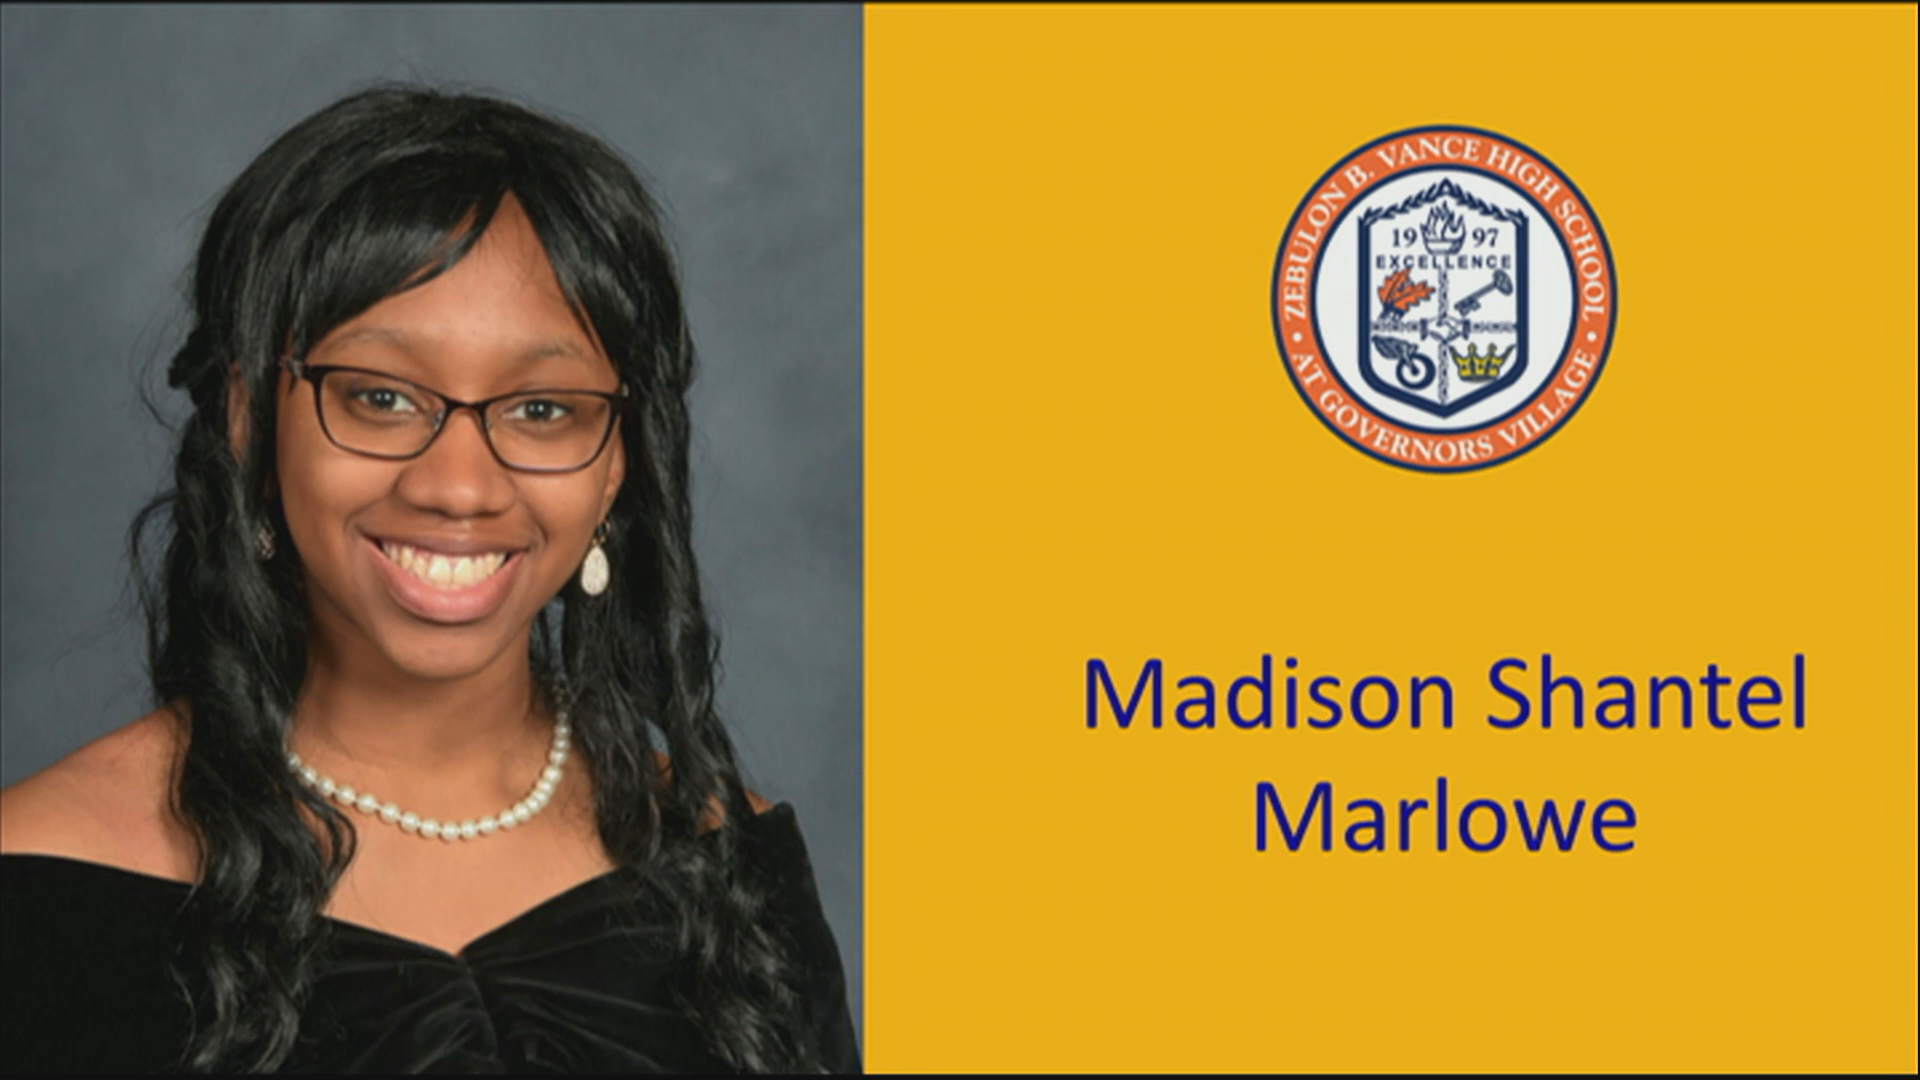 ZEBULON B. VANCE HIGH SCHOOL
19 97
EXCELLENCE
• AT GOVERNORS VILLAGE •
Madison Shantel
Marlowe